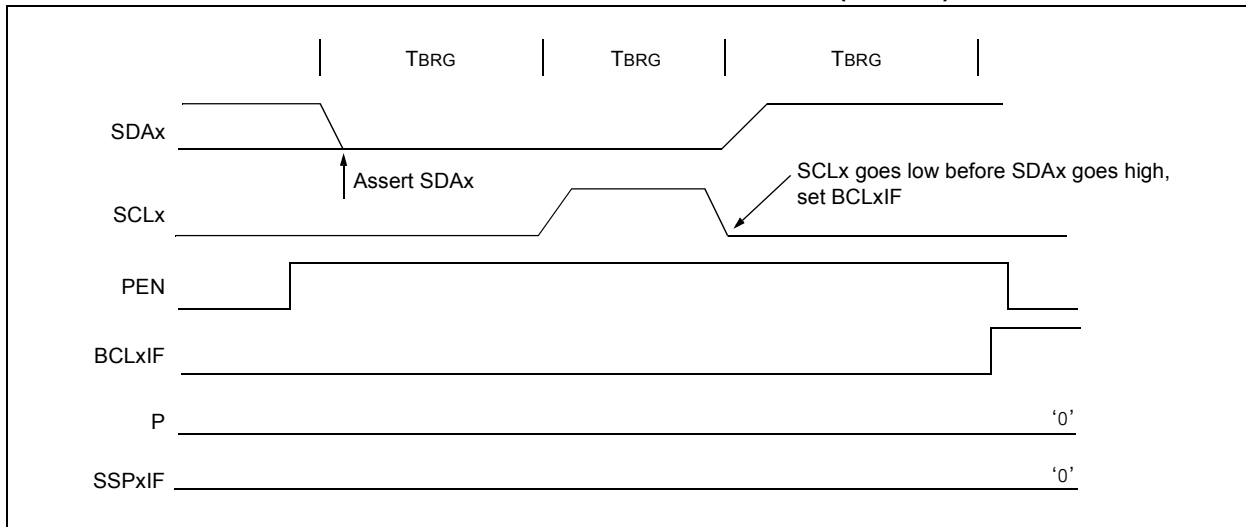 TBRG TBRG TBRG
SDAx
Assert SDAx
SCLx goes low before SDAx goes high,
set BCLxIF
SCLx
PEN
BCLxIF
P ‘0’
SSPxIF ‘0’